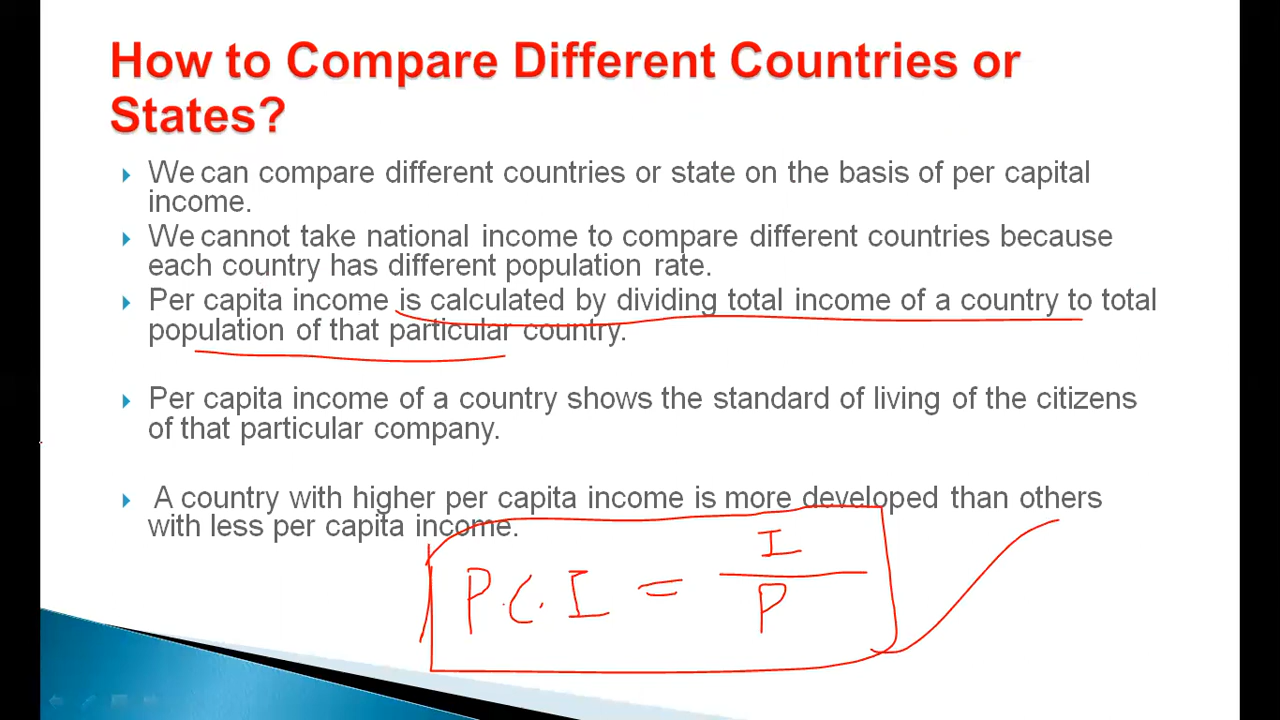 How to Compare Different Countries or
States?
We can compare different countries or state on the basis of per capital
income.
We cannot take national income to compare different countries because
each country has different population rate.
Per capita income is calculated by dividing total income of a country to total
population of that particular country.
Per capita income of a country shows the standard of living of the citizens
of that particular company.
A country with higher per capita income is more developed than others
with less per capita income.
I
P.C.I =
P